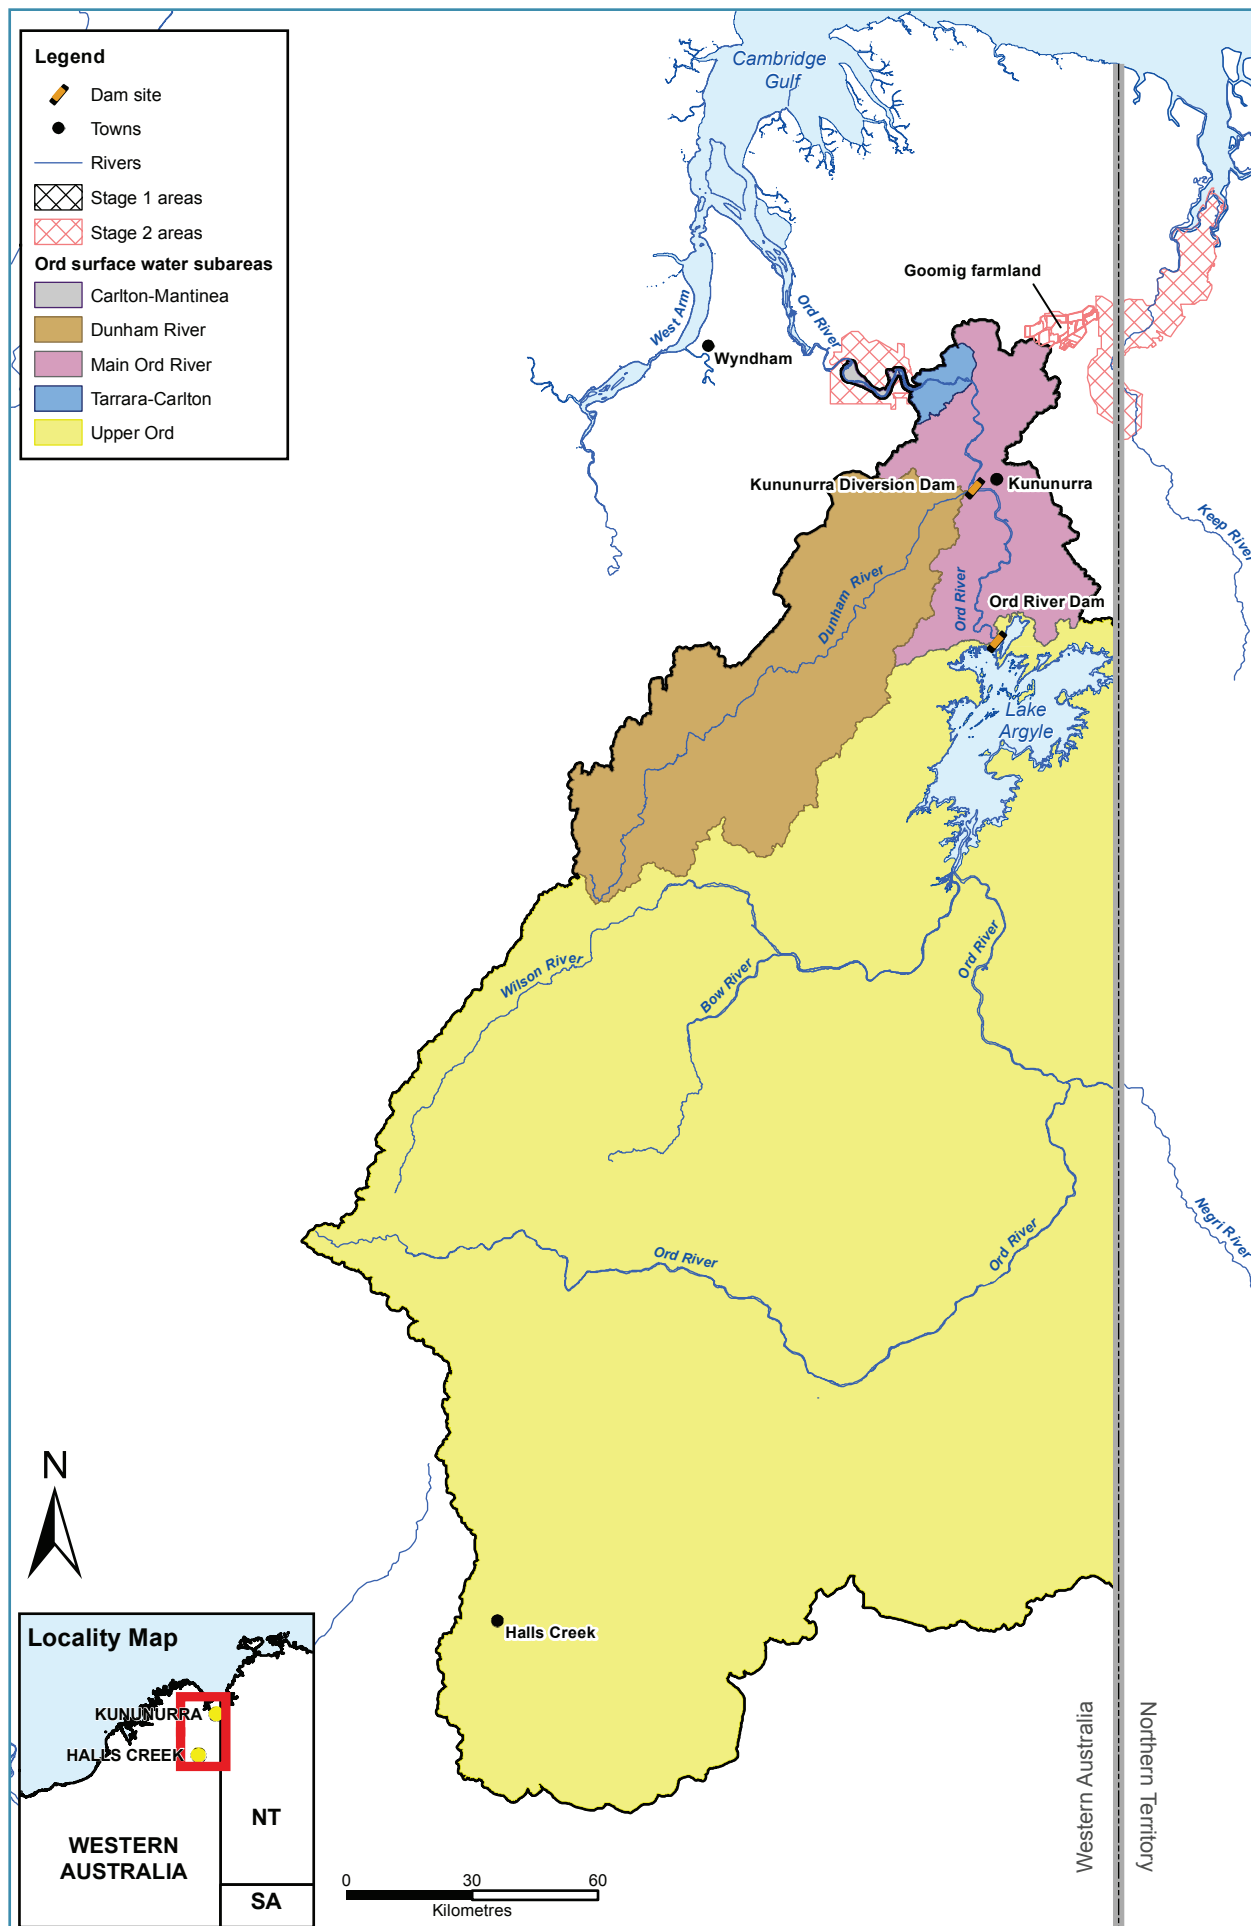 Legend
Dam site
Towns
Rivers
Stage 1 areas
Stage 2 areas
Ord surface water subareas
Carlton-Mantinea
Dunham River
Main Ord River
Tarrara-Carlton
Upper Ord
Cambridge
Gulf
Goomig farmland
West Arm
Ord River
Wyndham
Kununurra Diversion Dam
Kununurra
Keep River
Dunham River
Ord River
Ord River Dam
Lake
Argyle
Wilson River
Bow River
Ord River
Negri River
Ord River
Ord River
N
Halls Creek
Locality Map
KUNUNURRA
HALLS CREEK
NT
WESTERN
AUSTRALIA
SA
0 30 60
Kilometres
Western Australia
Northern Territory